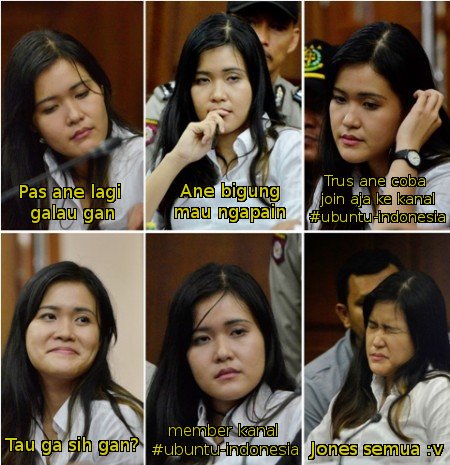 Pas ane lagi
galau gan
Ane bigung
mau ngapain
Trus ane coba
join aja ke kanal
#ubuntu-indonesia
Tau ga sih gan?
member kanal
#ubuntu-indonesia
Jones semua :v